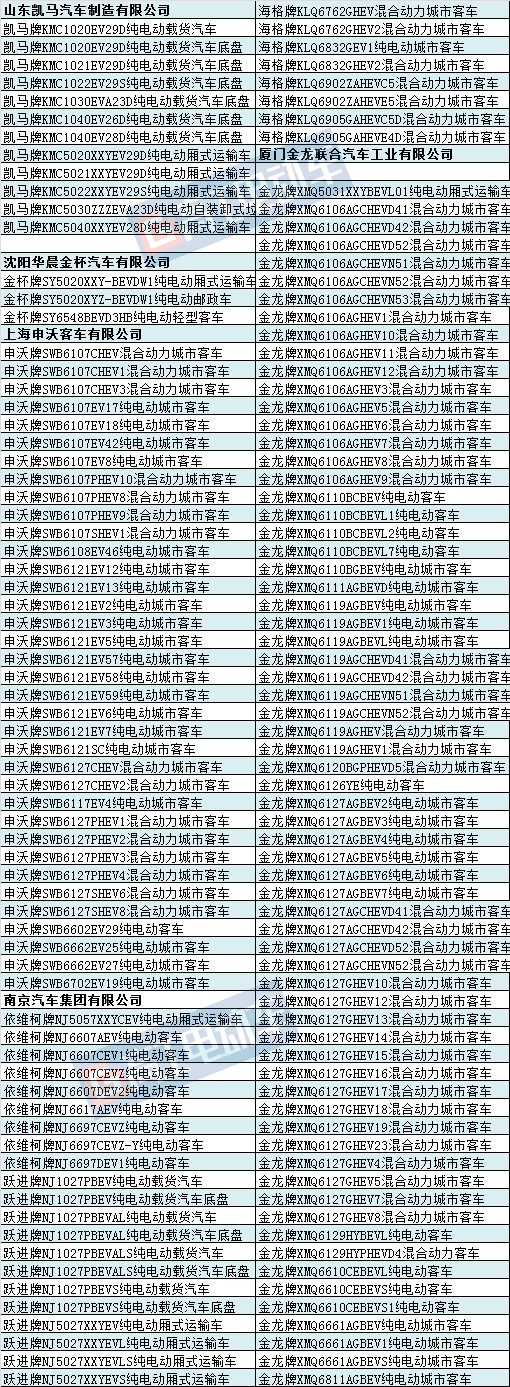 山东凯马汽车制造有限公司
凯马牌KMC1020EV29D纯电动载货汽车
凯马牌KMC1020EV29D纯电动载货汽车底盘
凯马牌KMC1021EV29D纯电动载货汽车
凯马牌KMC1022EV29S纯电动载货汽车底盘
凯马牌KMC1030EVA23D纯电动载货汽车底盘
凯马牌KMC1040EV26D纯电动载货汽车底盘
凯马牌KMC1040EV28D纯电动载货汽车底盘
凯马牌KMC5020XXYEV29D纯电动厢式运输车
凯马牌KMC5021XXYEV29D纯电动厢式运输车
凯马牌KMC5022XXYEV29S纯电动厢式运输车
凯马牌KMC5030ZZZEVA23D纯电动自装卸式
凯马牌KMC5040XXYEV28D纯电动厢式运输车
沈阳华晨金杯汽车有限公司
金杯牌SY5020XXY-BEVDW1纯电动厢式运输车
金杯牌SY5020XYZ-BEVDW1纯电动邮政车
金杯牌SY6548BEVD3HB纯电动轻型客车
上海申沃客车有限公司
申沃牌SWB6107CHEV混合动力城市客车
申沃牌SWB6107CHEV1混合动力城市客车
申沃牌SWB6107CHEV3混合动力城市客车
申沃牌SWB6107EV17纯电动城市客车
申沃牌SWB6107EV18纯电动城市客车
申沃牌SWB6107EV42纯电动城市客车
申沃牌SWB6107EV8纯电动城市客车
申沃牌SWB6107PHEV10混合动力城市客车
申沃牌SWB6107PHEV8混合动力城市客车
申沃牌SWB6107PHEV9混合动力城市客车
申沃牌SWB6107SHEV1混合动力城市客车
申沃牌SWB6108EV46纯电动城市客车
申沃牌SWB6121EV12纯电动城市客车
申沃牌SWB6121EV13纯电动城市客车
申沃牌SWB6121EV2纯电动城市客车
申沃牌SWB6121EV3纯电动城市客车
申沃牌SWB6121EV5纯电动城市客车
申沃牌SWB6121EV57纯电动城市客车
申沃牌SWB6121EV58纯电动城市客车
申沃牌SWB6121EV59纯电动城市客车
申沃牌SWB6121EV6纯电动城市客车
申沃牌SWB6121EV7纯电动城市客车
申沃牌SWB6121SC纯电动城市客车
申沃牌SWB6127CHEV混合动力城市客车
申沃牌SWB6127CHEV2混合动力城市客车
申沃牌SWB6117EV4纯电动城市客车
申沃牌SWB6127PHEV1混合动力城市客车
申沃牌SWB6127PHEV2混合动力城市客车
申沃牌SWB6127PHEV3混合动力城市客车
申沃牌SWB6127PHEV4混合动力城市客车
申沃牌SWB6127SHEV6混合动力城市客车
申沃牌SWB6127SHEV8混合动力城市客车
申沃牌SWB6602EV29纯电动客车
申沃牌SWB6662EV25纯电动城市客车
申沃牌SWB6662EV27纯电动城市客车
申沃牌SWB6702EV19纯电动城市客车
南京汽车集团有限公司
依维柯牌NJ5057XXYCEV纯电动厢式运输车
依维柯牌NJ6607AEV纯电动客车
依维柯牌NJ6607CEV1纯电动客车
依维柯牌NJ6607CEV2纯电动客车
依维柯牌NJ6607DEV2纯电动客车
依维柯牌NJ6617AEV纯电动客车
依维柯牌NJ6697CEVZ纯电动客车
依维柯牌NJ6697CEVZ-Y纯电动客车
依维柯牌NJ6697DEV1纯电动客车
跃进牌NJ1027PBEV纯电动载货汽车
跃进牌NJ1027PBEV纯电动载货汽车底盘
跃进牌NJ1027PBEVAL纯电动载货汽车
跃进牌NJ1027PBEVAL纯电动载货汽车底盘
跃进牌NJ1027PBEVALS纯电动载货汽车
跃进牌NJ1027PBEVALS纯电动载货汽车底盘
跃进牌NJ1027PBEVS纯电动载货汽车
跃进牌NJ1027PBEVS纯电动载货汽车底盘
跃进牌NJ5027XXYEV纯电动厢式运输车
跃进牌NJ5027XXYEVL纯电动厢式运输车
跃进牌NJ5027XXYEVLS纯电动厢式运输车
跃进牌NJ5027XXYEVS纯电动厢式运输车
海格牌KLQ6762GHEV混合动力城市客车
海格牌KLQ6762GHEV2混合动力城市客车
海格牌KLQ6832GEV1纯电动城市客车
海格牌KLQ6832GHEV2混合动力城市客车
海格牌KLQ6902ZAHEVC5混合动力城市客车
海格牌KLQ6902ZAHEVE5混合动力城市客车
海格牌KLQ6905GAHEVC5D混合动力城市客车
海格牌KLQ6905GAHEVE4D混合动力城市客车
厦门金龙联合汽车工业有限公司
金龙牌XMQ5031XXYBEVL01纯电动厢式运输车
金龙牌XMQ6106AGCHEVD41混合动力城市客车
金龙牌XMQ6106AGCHEVD42混合动力城市客车
金龙牌XMQ6106AGCHEVD52混合动力城市客车
金龙牌XMQ6106AGCHEVN51混合动力城市客车
金龙牌XMQ6106AGCHEVN52混合动力城市客车
金龙牌XMQ6106AGCHEVN53混合动力城市客车
金龙牌XMQ6106AGHEV1混合动力城市客车
金龙牌XMQ6106AGHEV10混合动力城市客车
金龙牌XMQ6106AGHEV11混合动力城市客车
金龙牌XMQ6106AGHEV12混合动力城市客车
金龙牌XMQ6106AGHEV3混合动力城市客车
金龙牌XMQ6106AGHEV5混合动力城市客车
金龙牌XMQ6106AGHEV6混合动力城市客车
金龙牌XMQ6106AGHEV7混合动力城市客车
金龙牌XMQ6106AGHEV8混合动力城市客车
金龙牌XMQ6106AGHEV9混合动力城市客车
金龙牌XMQ6110BCBEV纯电动客车
金龙牌XMQ6110BCBEVL1纯电动客车
金龙牌XMQ6110BCBEVL2纯电动客车
金龙牌XMQ6110BCBEVL7纯电动客车
金龙牌XMQ6110BGBEV纯电动城市客车
金龙牌XMQ6111AGBEVD纯电动城市客车
金龙牌XMQ6119AGBEV纯电动城市客车
金龙牌XMQ6119AGBEV1纯电动城市客车
金龙牌XMQ6119AGBEVL纯电动城市客车
金龙牌XMQ6119AGCHEVD41混合动力城市客车
金龙牌XMQ6119AGCHEVD42混合动力城市客车
金龙牌XMQ6119AGCHEVN51混合动力城市客车
金龙牌XMQ6119AGCHEVN52混合动力城市客车
金龙牌XMQ6119AGHEV混合动力城市客车
金龙牌XMQ6119AGHEV1混合动力城市客车
金龙牌XMQ6120BGPHEVD5混合动力城市客车
金龙牌XMQ6126YE纯电动客车
金龙牌XMQ6127AGBEV2纯电动城市客车
金龙牌XMQ6127AGBEV3纯电动城市客车
金龙牌XMQ6127AGBEV4纯电动城市客车
金龙牌XMQ6127AGBEV5纯电动城市客车
金龙牌XMQ6127AGBEV6纯电动城市客车
金龙牌XMQ6127AGBEV7纯电动城市客车
金龙牌XMQ6127AGCHEVD41混合动力城市客车
金龙牌XMQ6127AGCHEVD42混合动力城市客车
金龙牌XMQ6127AGCHEVD52混合动力城市客车
金龙牌XMQ6127AGCHEVN52混合动力城市客车
金龙牌XMQ6127GHEV10混合动力城市客车
金龙牌XMQ6127GHEV12混合动力城市客车
金龙牌XMQ6127GHEV13混合动力城市客车
金龙牌XMQ6127GHEV14混合动力城市客车
金龙牌XMQ6127GHEV15混合动力城市客车
金龙牌XMQ6127GHEV16混合动力城市客车
金龙牌XMQ6127GHEV17混合动力城市客车
金龙牌XMQ6127GHEV18混合动力城市客车
金龙牌XMQ6127GHEV19混合动力城市客车
金龙牌XMQ6127GHEV23混合动力城市客车
金龙牌XMQ6127GHEV4混合动力城市客车
金龙牌XMQ6127GHEV5混合动力城市客车
金龙牌XMQ6127GHEV7混合动力城市客车
金龙牌XMQ6127GHEV8混合动力城市客车
金龙牌XMQ6129HYBEVL纯电动客车
金龙牌XMQ6129HYPHEVD4混合动力客车
金龙牌XMQ6610CEBEVL纯电动客车
金龙牌XMQ6610CEBEVS纯电动客车
金龙牌XMQ6610CEBEVS1纯电动客车
金龙牌XMQ6661AGBEV纯电动城市客车
金龙牌XMQ6661AGBEV1纯电动城市客车
金龙牌XMQ6661AGBEVS纯电动城市客车
金龙牌XMQ6811AGBEV纯电动城市客车